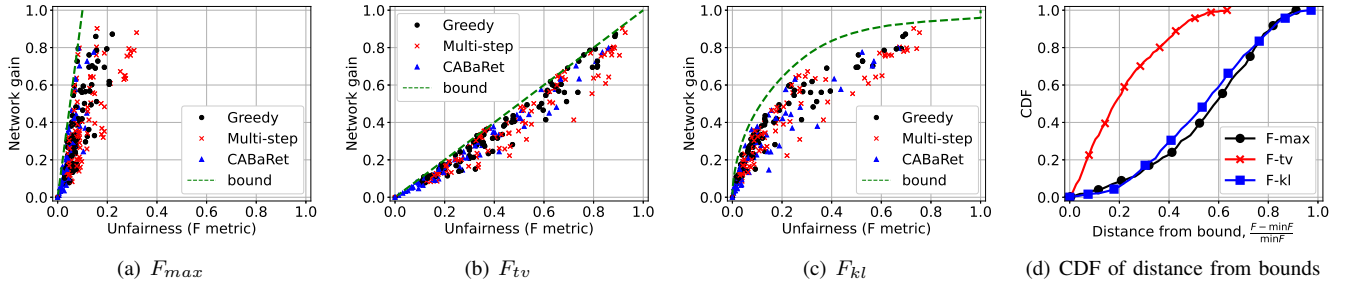 Network gain
1.0
0.8
0.6
0.4
0.2
0.0
0.0 0.2 0.4 0.6 0.8 1.0
Unfairness (F metric)
Greedy
Multi-step
CABaRet
bound
(a) F_max
Network gain
1.0
0.8
0.6
0.4
0.2
0.0
0.0 0.2 0.4 0.6 0.8 1.0
Unfairness (F metric)
Greedy
Multi-step
CABaRet
bound
(b) F_tv
Network gain
1.0
0.8
0.6
0.4
0.2
0.0
0.0 0.2 0.4 0.6 0.8 1.0
Unfairness (F metric)
Greedy
Multi-step
CABaRet
bound
(c) F_kl
CDF
1.0
0.8
0.6
0.4
0.2
0.0
0.0 0.2 0.4 0.6 0.8 1.0
Distance from bound, F−minF / minF
F-max
F-tv
F-kl
(d) CDF of distance from bounds